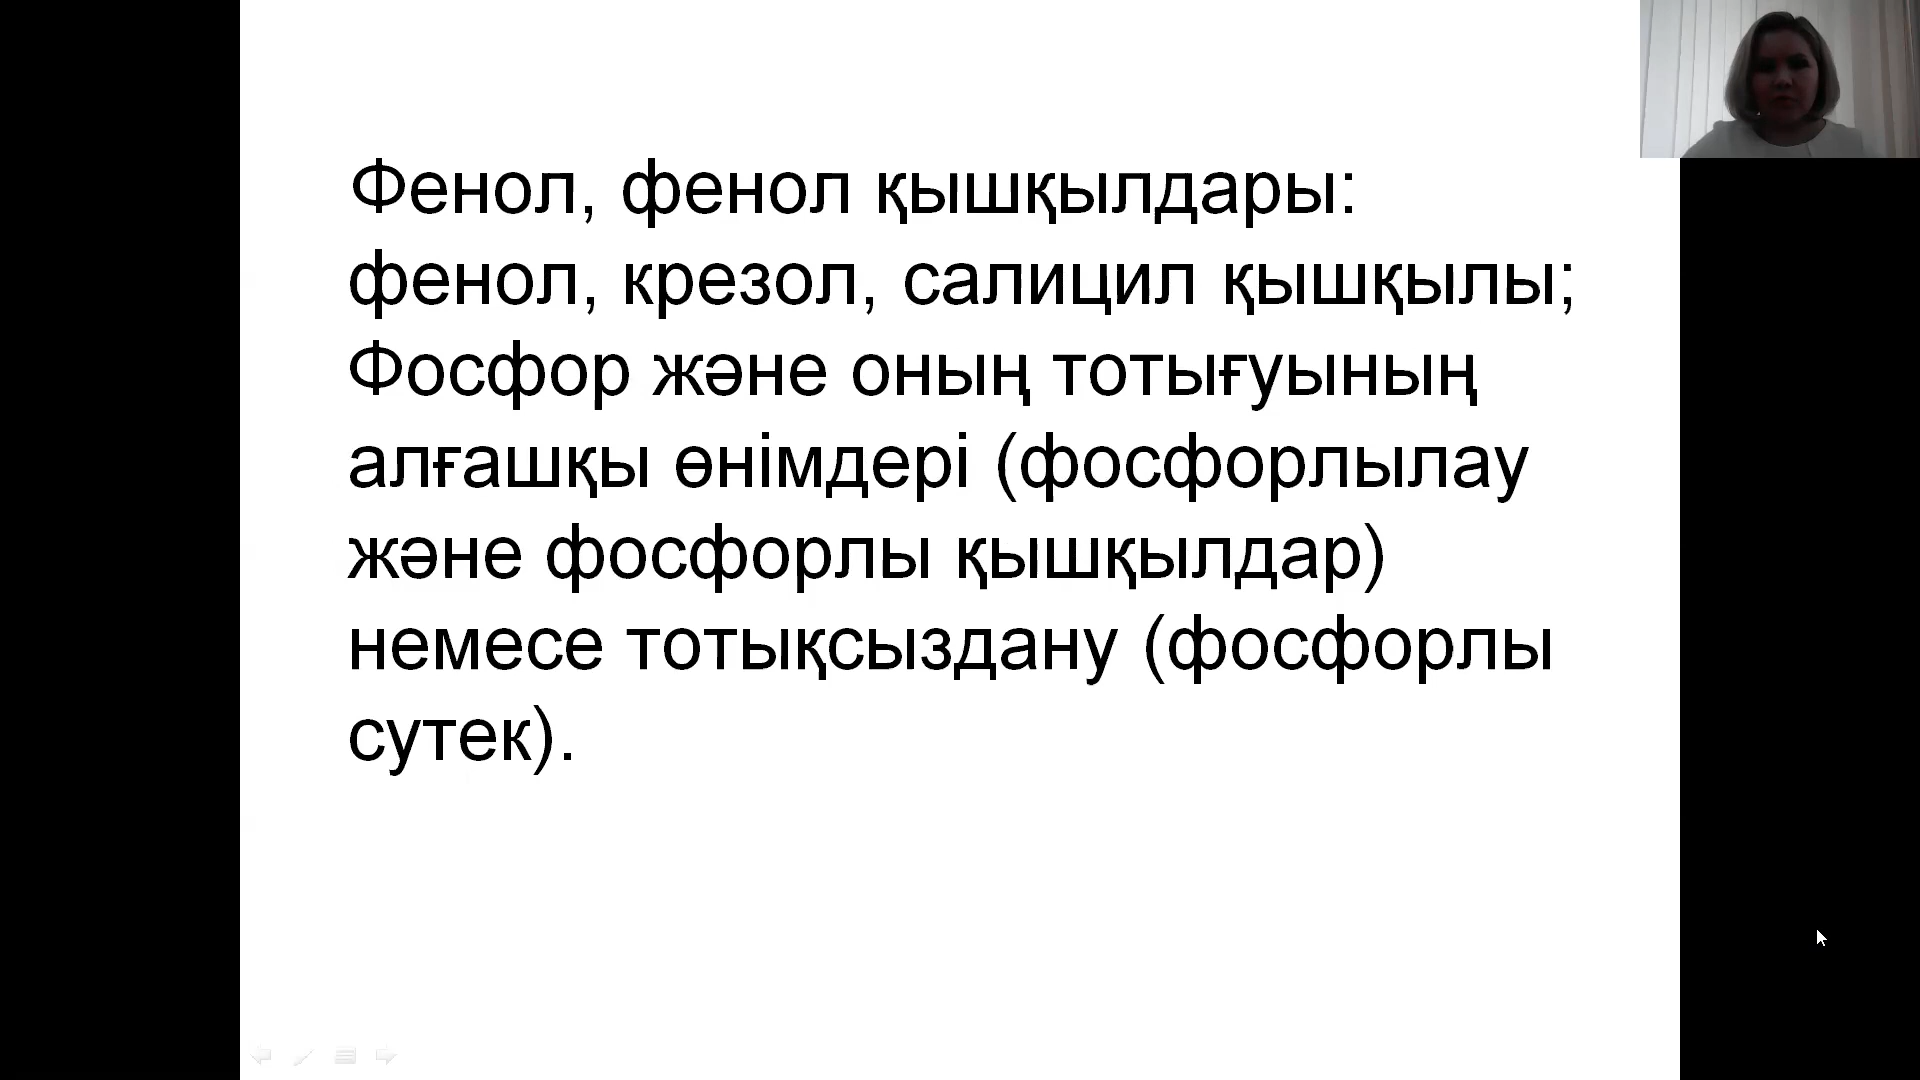 Фенол, фенол қышқылдары:
фенол, крезол, салицил қышқылы;
Фосфор және оның тотығуының
алғашқы өнімдері (фосфорлылау
және фосфорлы қышқылдар)
немесе тотықсыздану (фосфорлы
сутек).